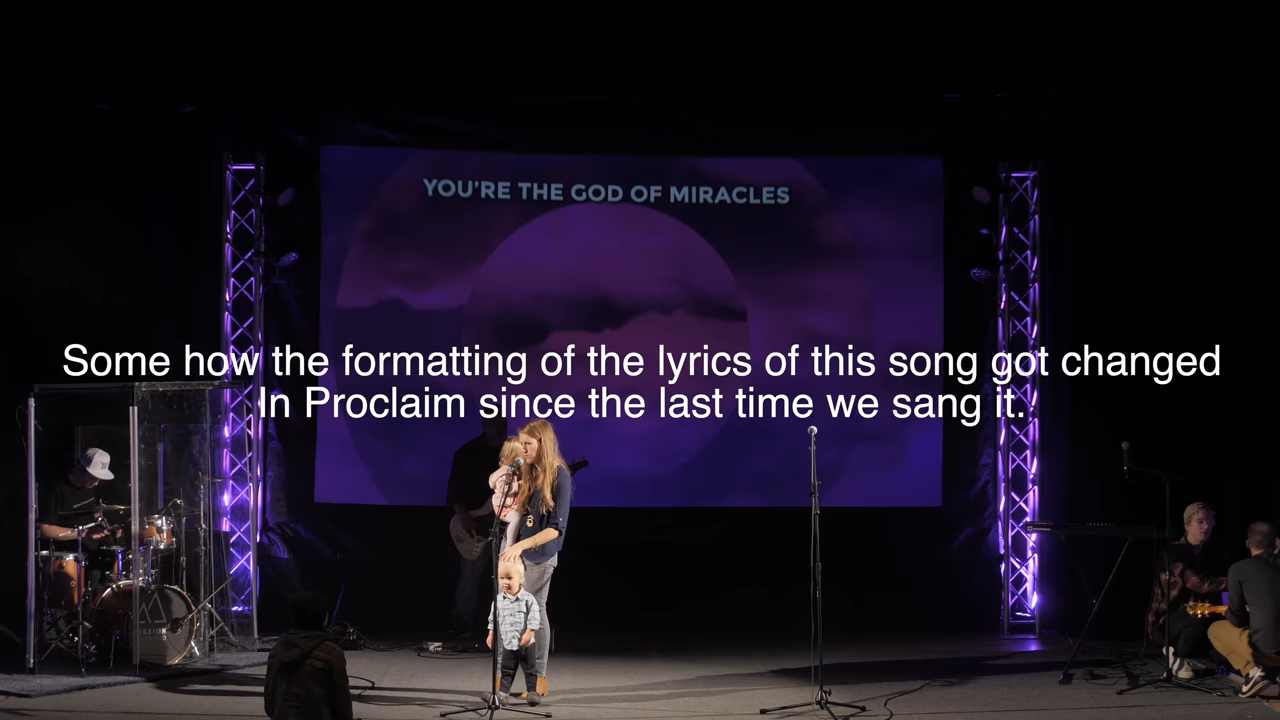 YOU'RE THE GOD OF MIRACLES
Some how the formatting of the lyrics of this song got changed
In Proclaim since the last time we sang it.